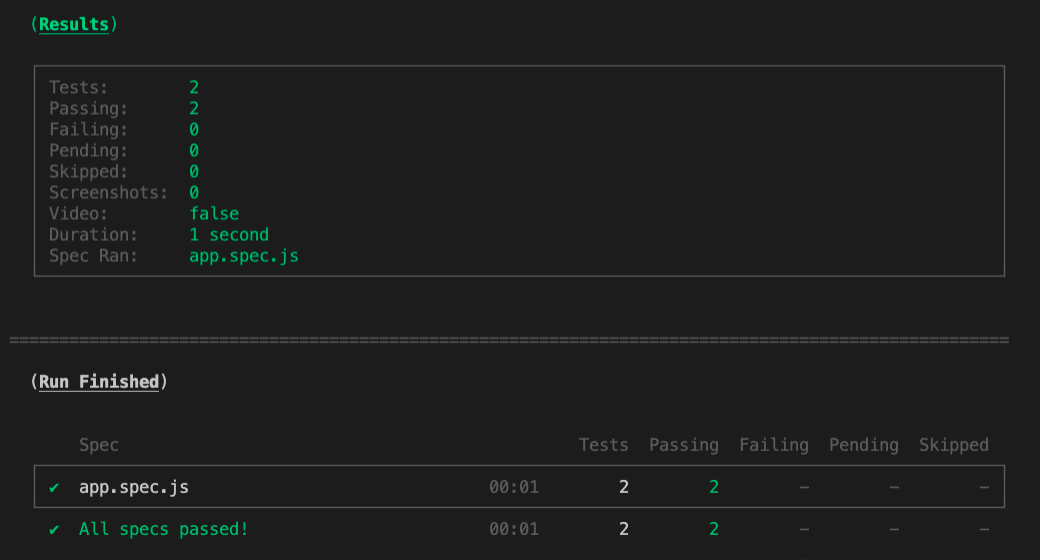 (Results)
Tests: 2
Passing: 2
Failing: 0
Pending: 0
Skipped: 0
Screenshots: 0
Video: false
Duration: 1 second
Spec Ran: app.spec.js
====================================================================================================
(Run Finished)
Spec Tests Passing Failing Pending Skipped
✔ app.spec.js 00:01 2 2 – – –
✔ All specs passed! 00:01 2 2 – – –